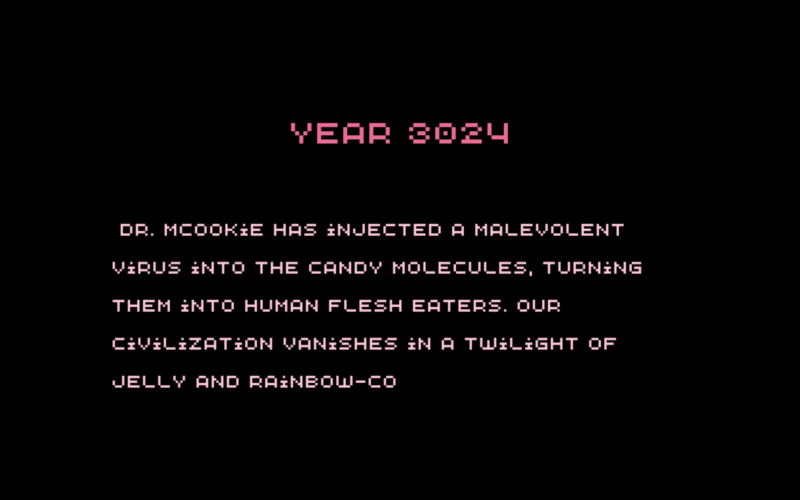 YEAR 3024
DR. MCOOKiE HAS iNJECTED A MALEVOLENT
ViRUS iNTO THE CANDY MOLECULES, TURNiNG
THEM iNTO HUMAN FLESH EATERS. OUR
CiViLiZATiON VANiSHES iN A TWiLiGHT OF
JELLY AND RAiNBOW-CO